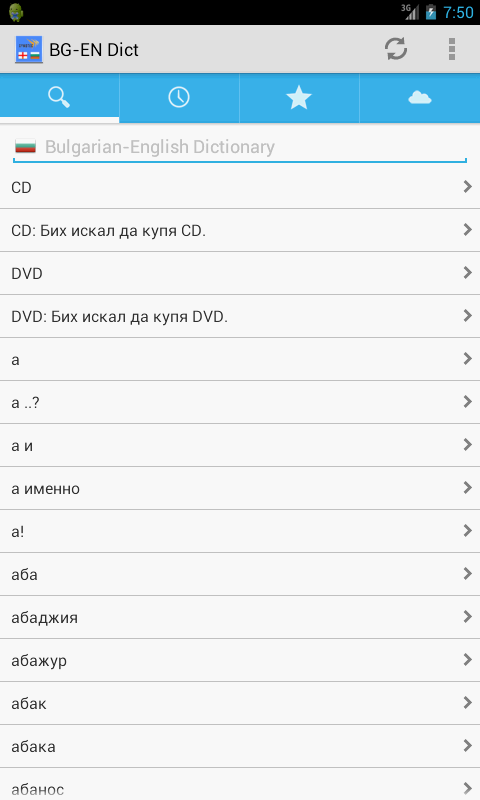 3G 7:50
BG-EN Dict
Bulgarian-English Dictionary
CD
CD: Бих искал да купя CD.
DVD
DVD: Бих искал да купя DVD.
а
а ..?
а и
а именно
а!
аба
абаджия
абажур
абак
абака
абанос